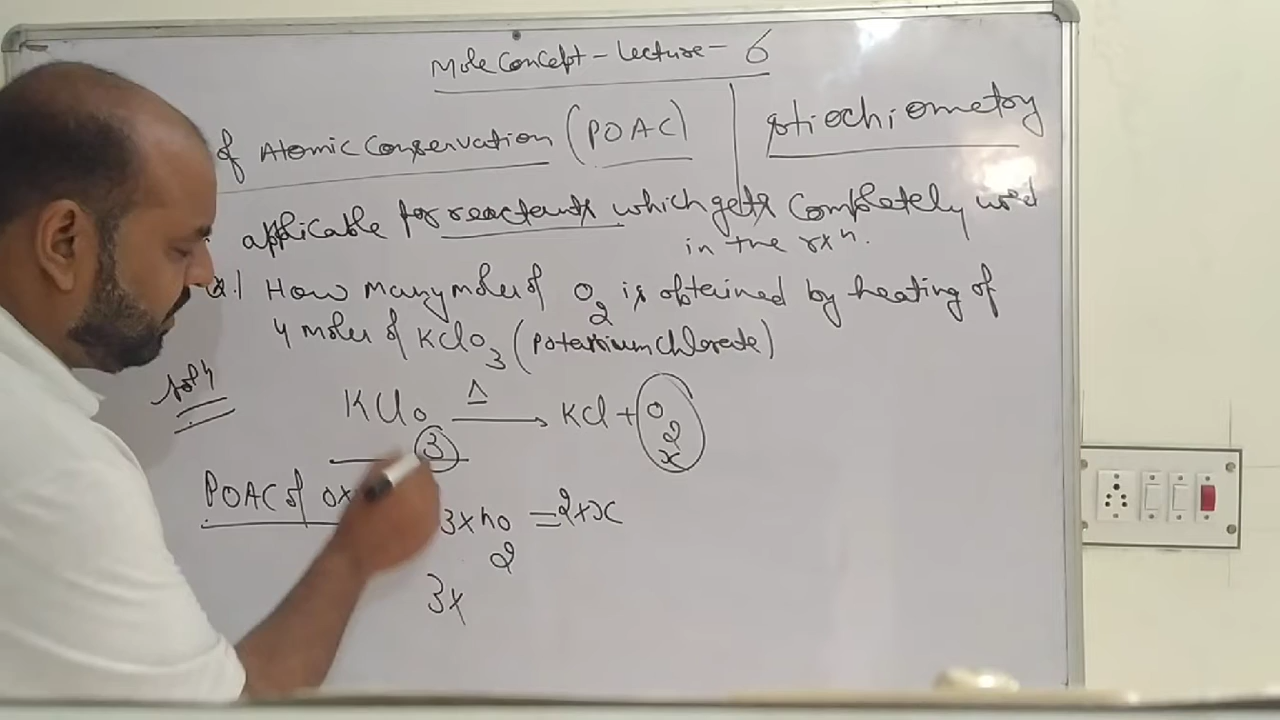 Mole Concept - Lecture - 6
of Atomic Conservation (POAC) | stiochiometry
applicable for reactants which gets completely used
in the rxn.
Q.1 How many moles of O2 is obtained by heating of
4 moles of KClO3 (Potassium chlorate)
Soln
KClO3 Δ→ KCl + O2
x
POAC of ox 3×nO2 = 2×x
3×